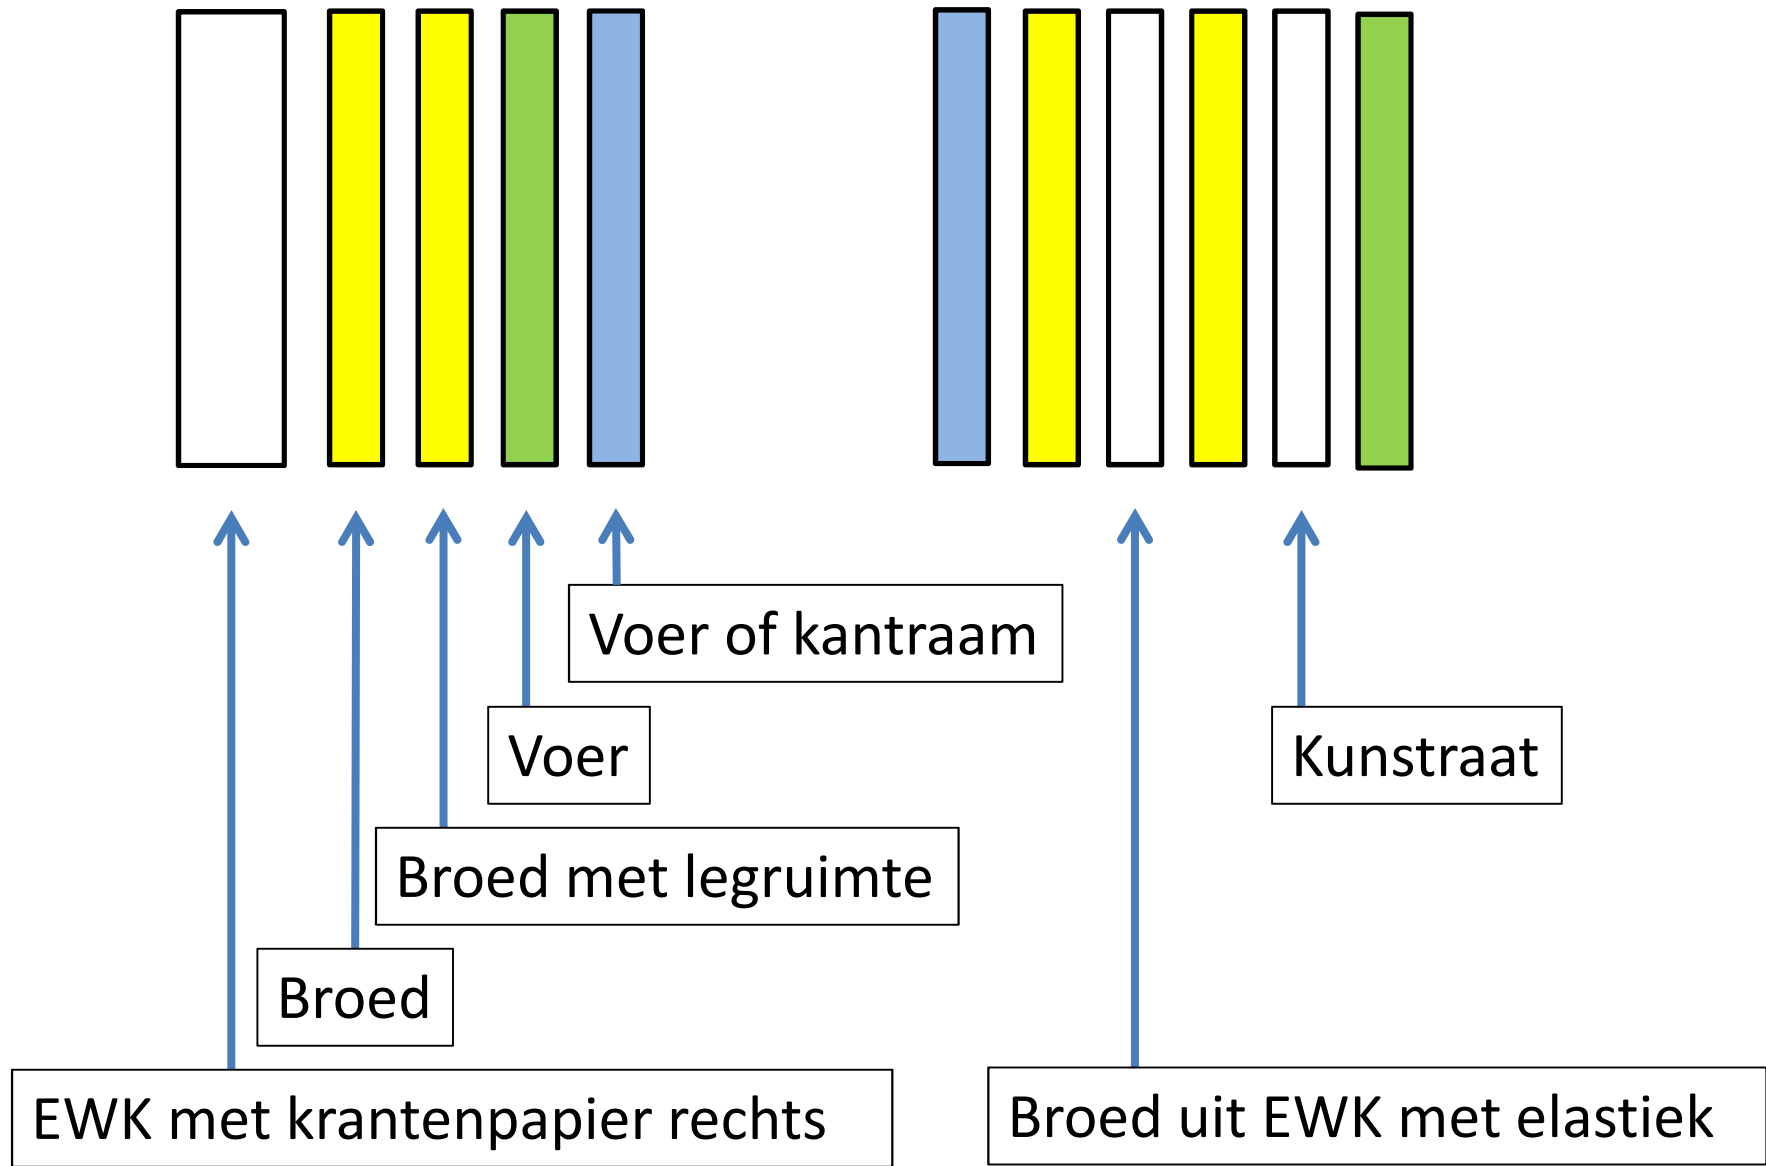 Voer of kantraam
Voer
Kunstraat
Broed met legruimte
Broed
EWK met krantenpapier rechts
Broed uit EWK met elastiek